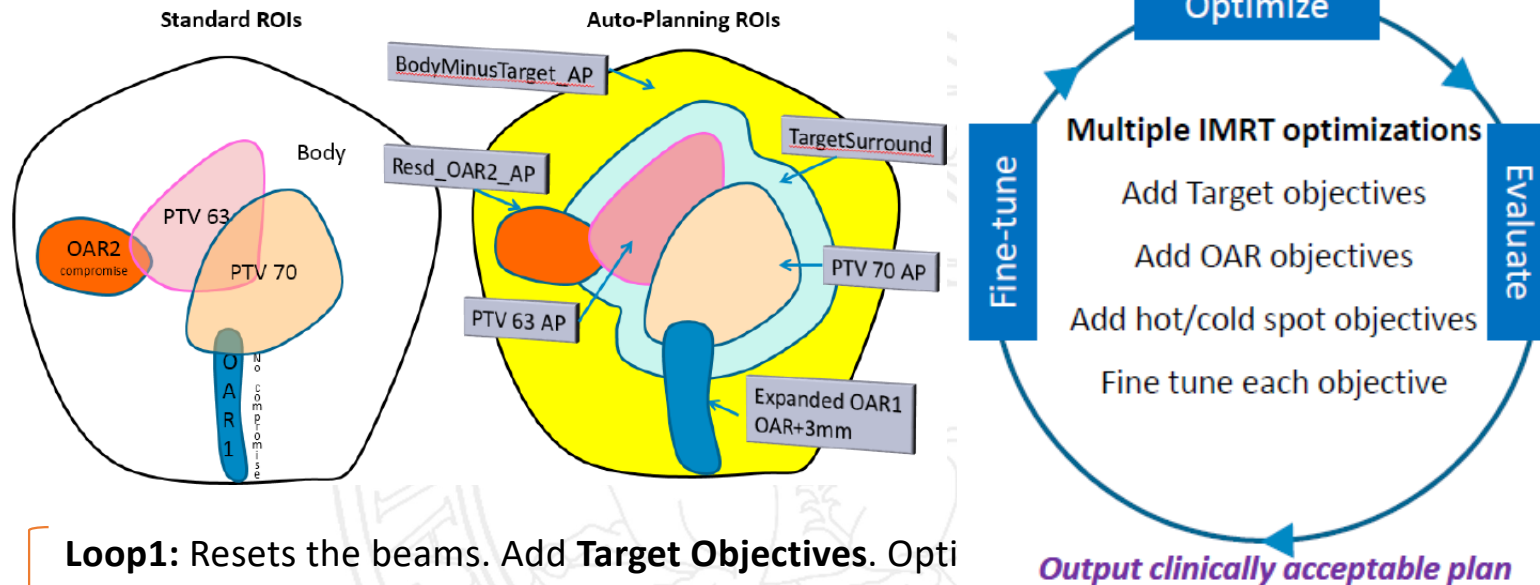 Standard ROIs
Auto-Planning ROIs
Body
PTV 63
OAR2
compromise
PTV 70
OAR1
No compromise
BodyMinusTarget_AP
TargetSurround
Resd_OAR2_AP
PTV 70 AP
PTV 63 AP
Expanded OAR1
OAR+3mm
Optimize
Evaluate
Fine-tune
Multiple IMRT optimizations
Add Target objectives
Add OAR objectives
Add hot/cold spot objectives
Fine tune each objective
Output clinically acceptable plan
Loop1: Resets the beams. Add Target Objectives. Opti